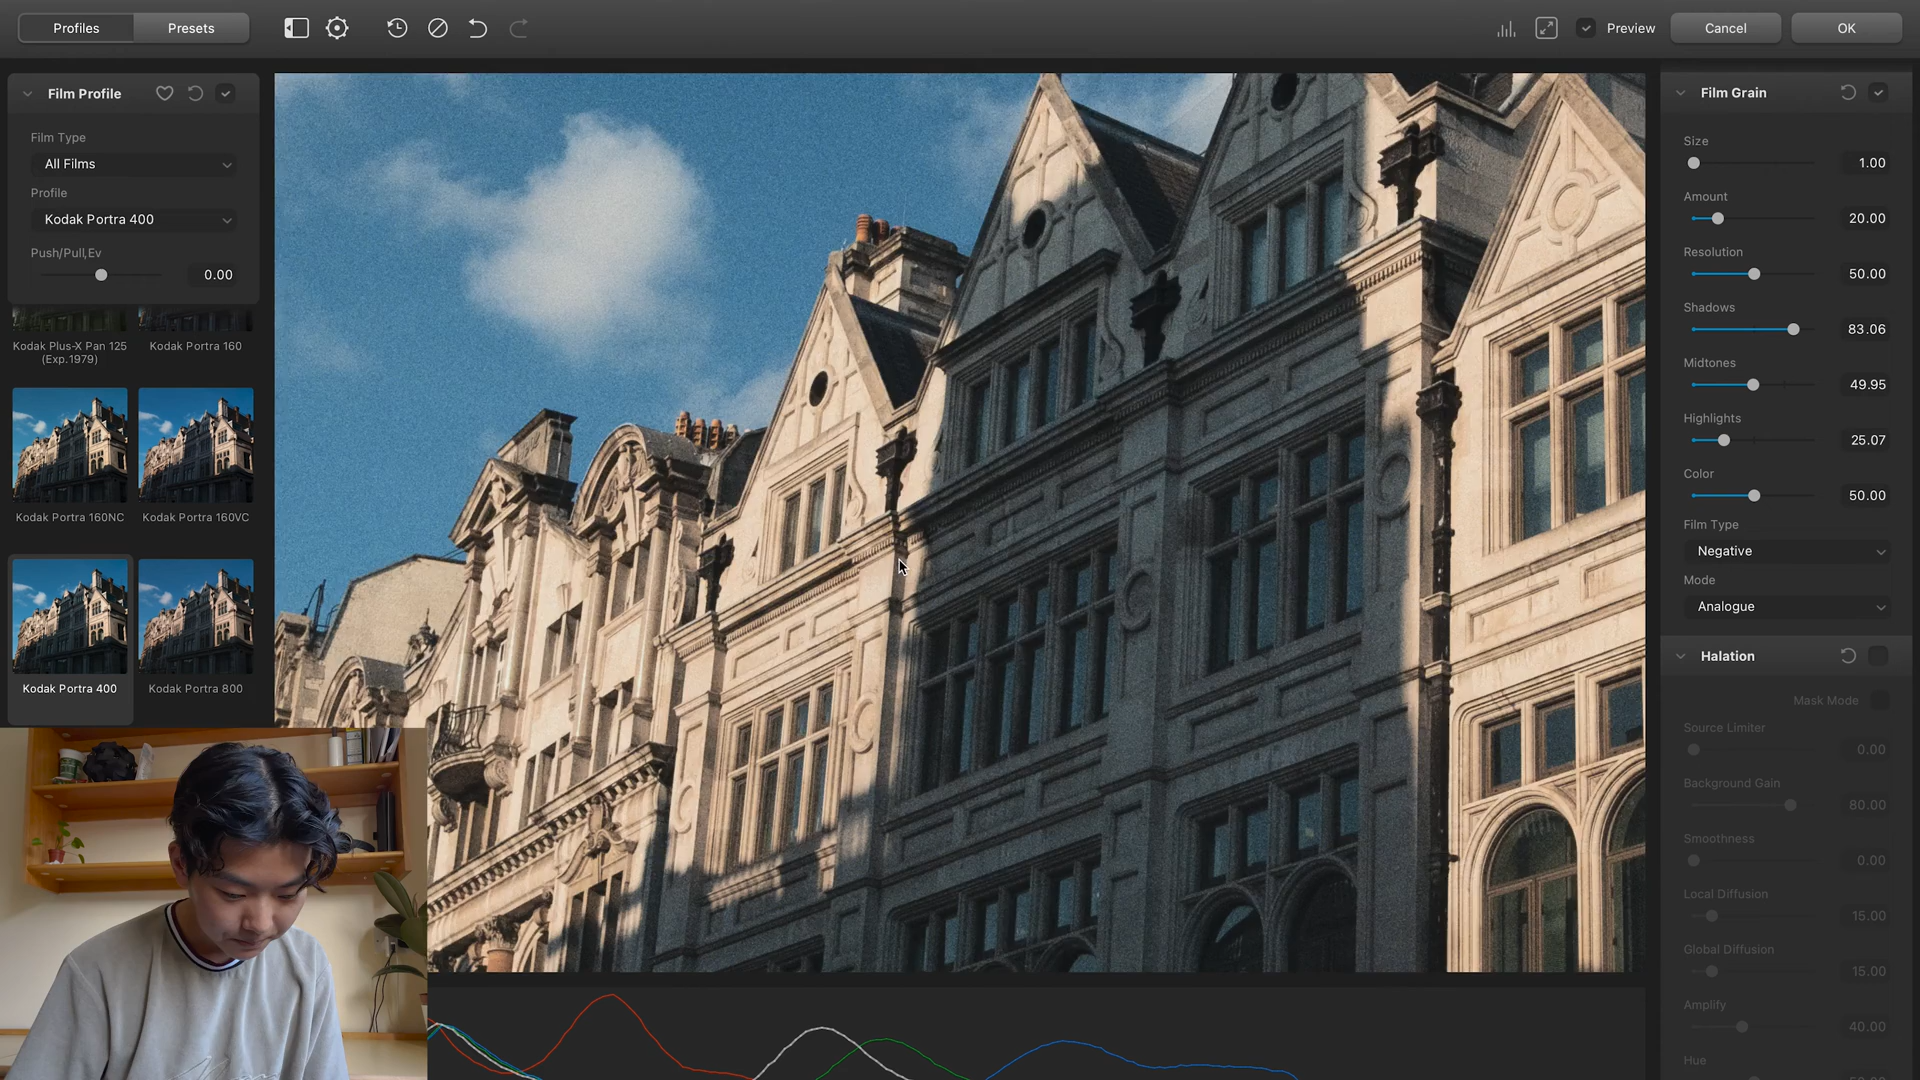 Profiles
Presets
Preview
Cancel
OK
Film Profile
Film Type
All Films
Profile
Kodak Portra 400
Push/Pull,Ev
0.00
Kodak Plus-X Pan 125
(Exp.1979)
Kodak Portra 160
Kodak Portra 160NC
Kodak Portra 160VC
Kodak Portra 400
Kodak Portra 800
Film Grain
Size
1.00
Amount
20.00
Resolution
50.00
Shadows
83.06
Midtones
49.95
Highlights
25.07
Color
50.00
Film Type
Negative
Mode
Analogue
Halation
Mask Mode
Source Limiter
0.00
Background Gain
80.00
Smoothness
0.00
Local Diffusion
15.00
Global Diffusion
15.00
Amplify
40.00
Hue